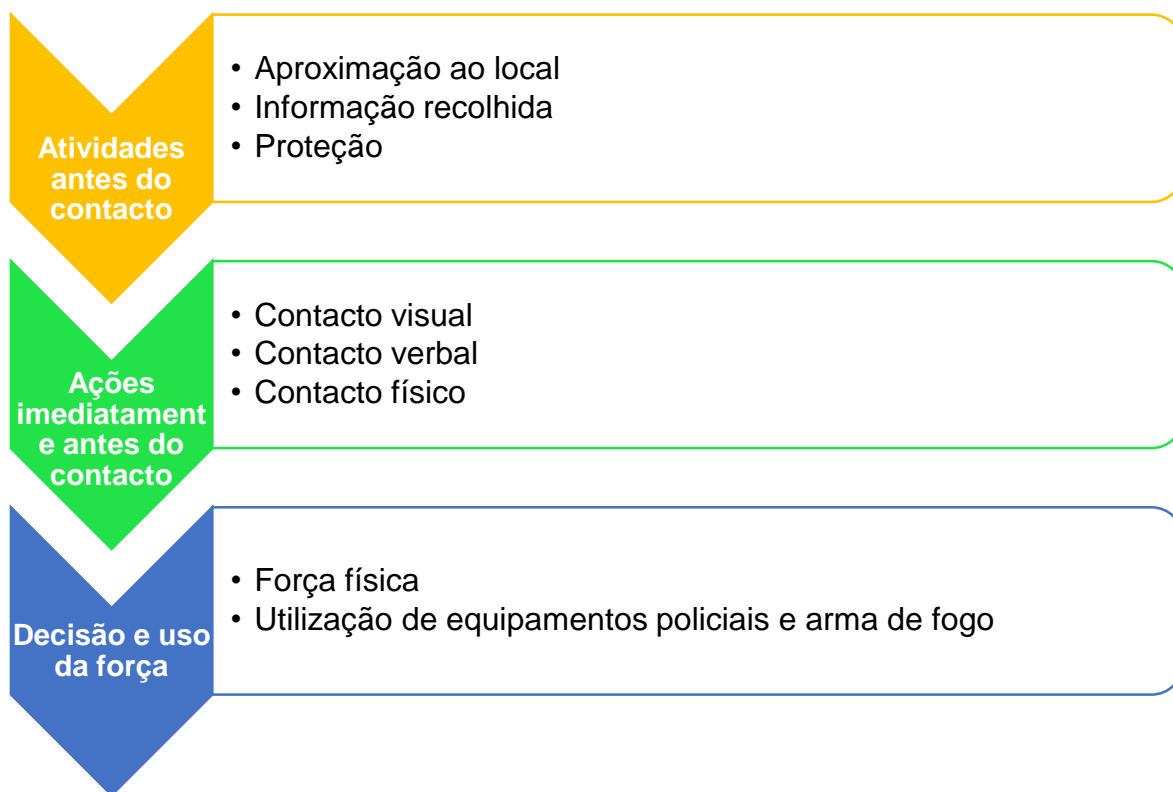 Atividades
antes do
contacto
• Aproximação ao local
• Informação recolhida
• Proteção
Ações
imediatament
e antes do
contacto
• Contacto visual
• Contacto verbal
• Contacto físico
Decisão e uso
da força
• Força física
• Utilização de equipamentos policiais e arma de fogo